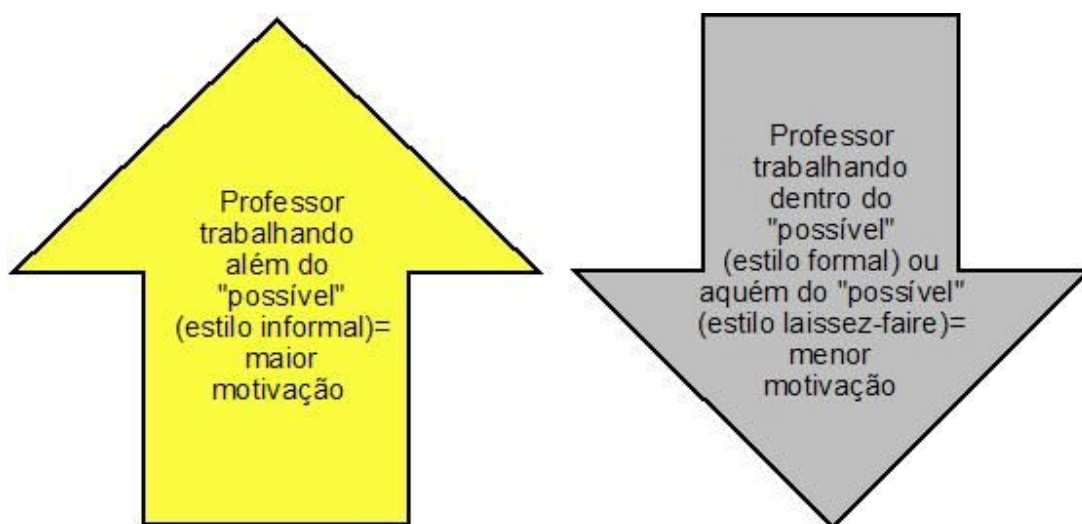 Professor
trabalhando
além do
"possível"
(estilo informal)=
maior
motivação
Professor
trabalhando
dentro do
"possível"
(estilo formal) ou
aquém do "possível"
(estilo laissez-faire)=
menor
motivação